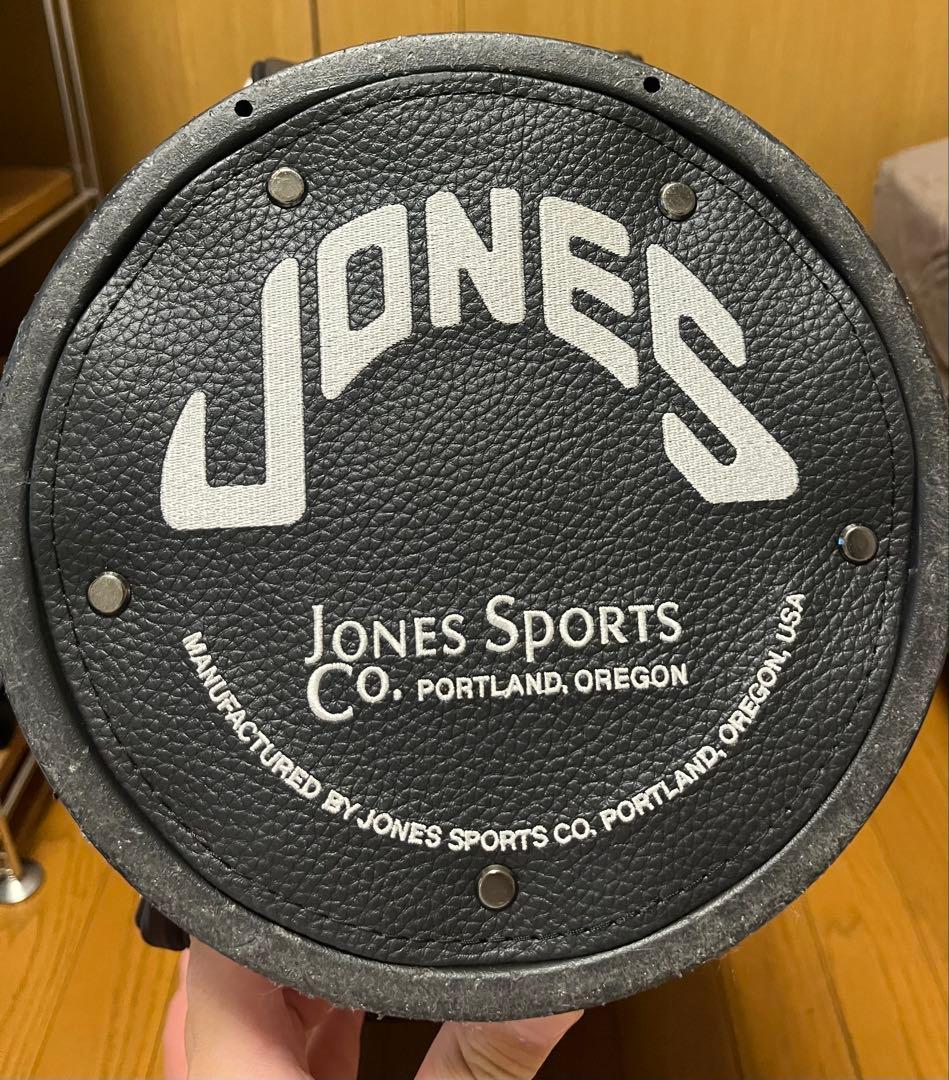 JONES
JONES SPORTS
CO. PORTLAND, OREGON
MANUFACTURED BY JONES SPORTS CO. PORTLAND, OREGON, USA